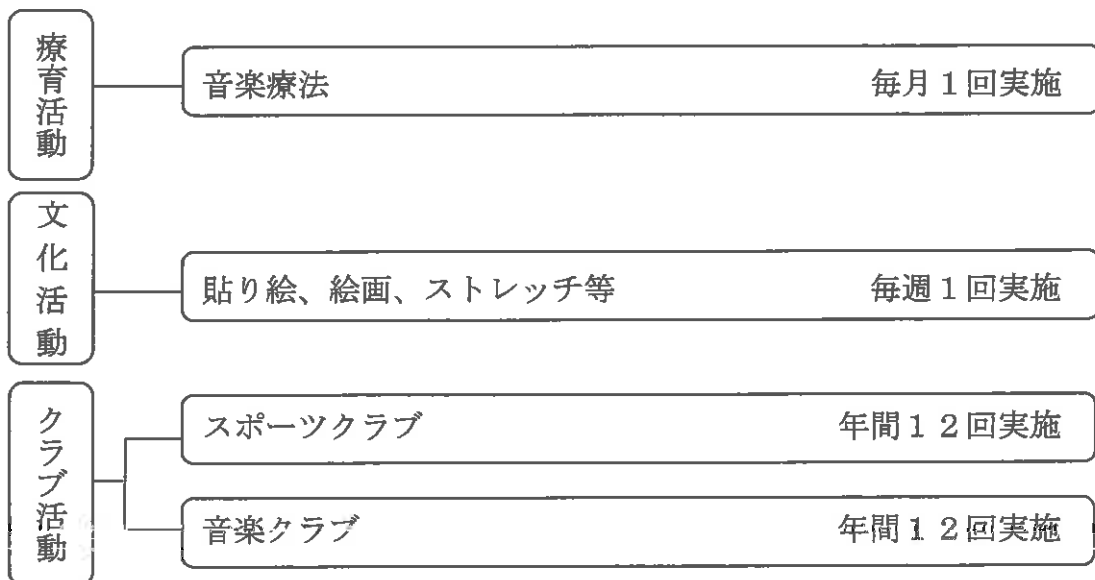 療育活動
音楽療法 毎月1回実施
文化活動
貼り絵、絵画、ストレッチ等 毎週1回実施
クラブ活動
スポーツクラブ 年間12回実施
音楽クラブ 年間12回実施